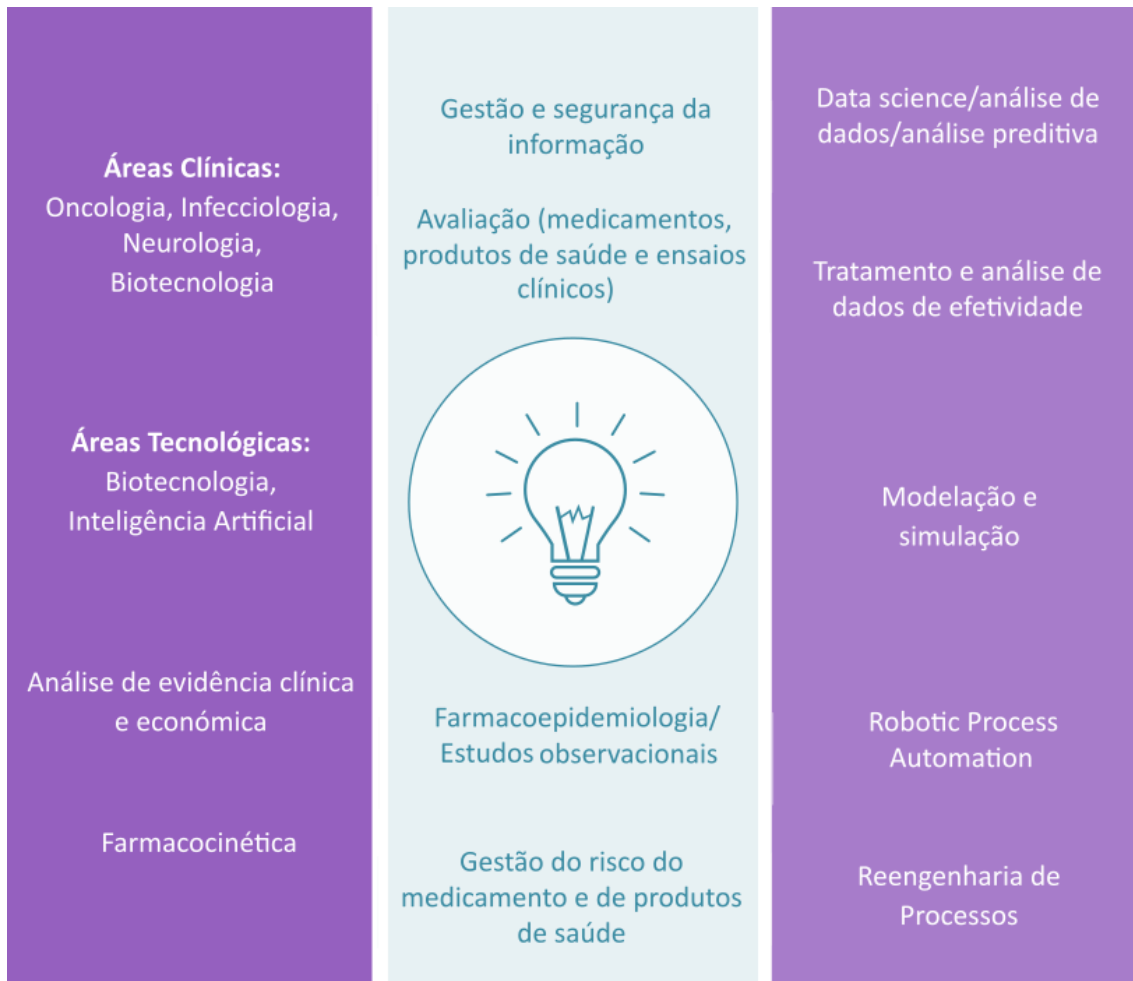 Áreas Clínicas:
Oncologia, Infecciologia,
Neurologia,
Biotecnologia
Áreas Tecnológicas:
Biotecnologia,
Inteligência Artificial
Análise de evidência clínica
e económica
Farmacocinética
Gestão e segurança da
informação
Avaliação (medicamentos,
produtos de saúde e ensaios
clínicos)
Farmacoepidemiologia/
Estudos observacionais
Gestão do risco do
medicamento e de produtos
de saúde
Data science/análise de
dados/análise preditiva
Tratamento e análise de
dados de efetividade
Modelação e
simulação
Robotic Process
Automation
Reengenharia de
Processos